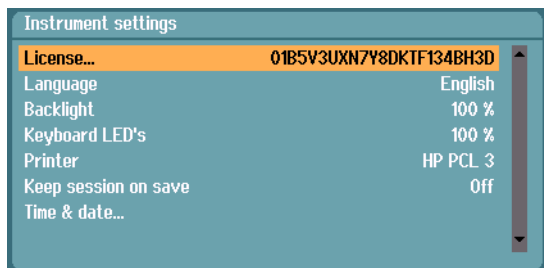 Instrument settings
License... 01B5V3UXN7Y8DKTF134BH3D
Language English
Backlight 100 %
Keyboard LED's 100 %
Printer HP PCL 3
Keep session on save Off
Time & date...